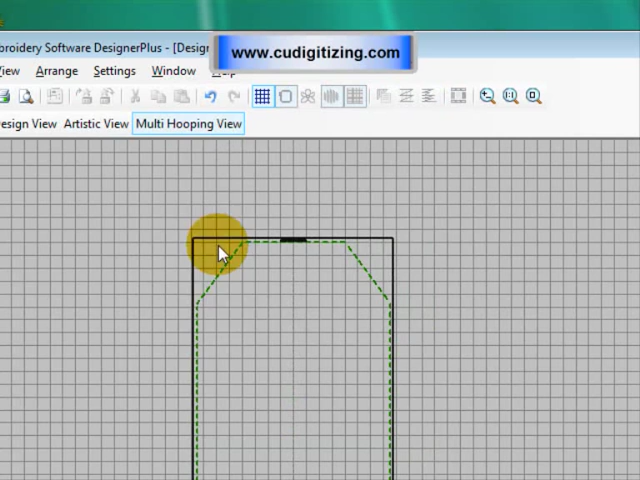 www.cudigitizing.com
broidery Software DesignerPlus - [Desig
View Arrange Settings Window
esign View Artistic View Multi Hooping View